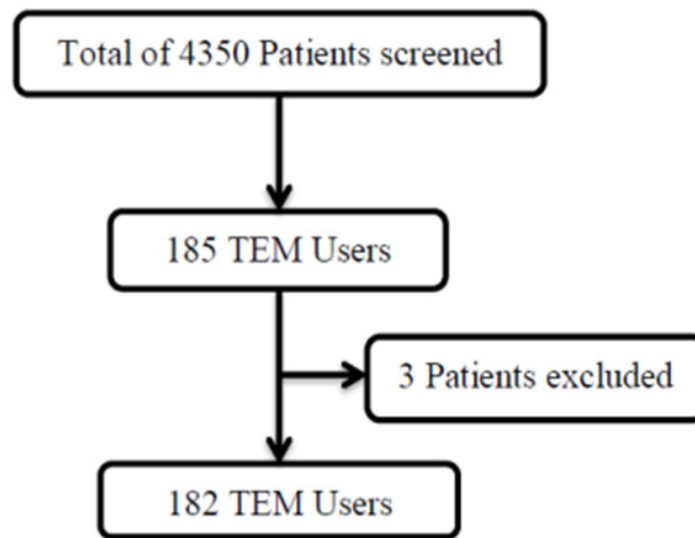 Total of 4350 Patients screened
185 TEM Users
3 Patients excluded
182 TEM Users